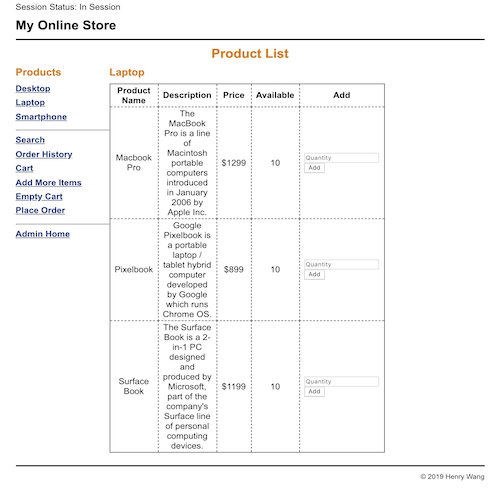 Session Status: In Session
My Online Store
Product List
Products
Desktop
Laptop
Smartphone
Search
Order History
Cart
Add More Items
Empty Cart
Place Order
Admin Home
Laptop
Product
Name
Description
Price
Available
Add
Macbook
Pro
The
MacBook
Pro is a line
of
Macintosh
portable
computers
introduced
in January
2006 by
Apple Inc.
$1299
10
Quantity
Add
Pixelbook
Google
Pixelbook is
a portable
laptop /
tablet hybrid
computer
developed
by Google
which runs
Chrome OS.
$899
10
Quantity
Add
Surface
Book
The Surface
Book is a 2-
in-1 PC
designed
and
produced by
Microsoft,
part of the
company's
Surface line
of personal
computing
devices.
$1199
10
Quantity
Add
© 2019 Henry Wang